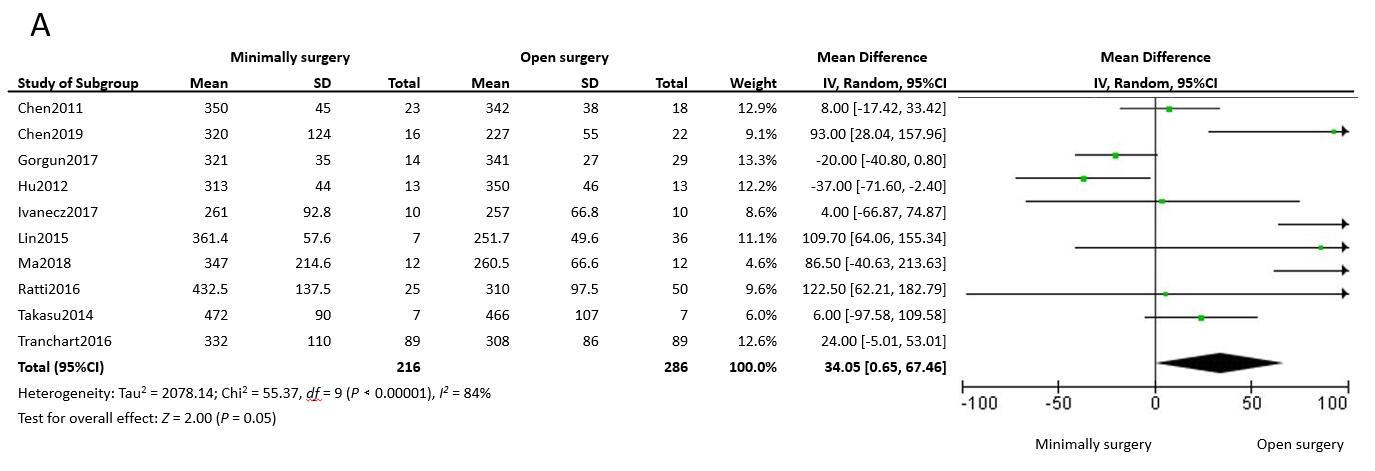 A
Minimally surgery Open surgery Mean Difference Mean Difference
Study of Subgroup Mean SD Total Mean SD Total Weight IV, Random, 95%CI IV, Random, 95%CI
Chen2011 350 45 23 342 38 18 12.9% 8.00 [-17.42, 33.42]
Chen2019 320 124 16 227 55 22 9.1% 93.00 [28.04, 157.96]
Gorgun2017 321 35 14 341 27 29 13.3% -20.00 [-40.80, 0.80]
Hu2012 313 44 13 350 46 13 12.2% -37.00 [-71.60, -2.40]
Ivanecz2017 261 92.8 10 257 66.8 10 8.6% 4.00 [-66.87, 74.87]
Lin2015 361.4 57.6 7 251.7 49.6 36 11.1% 109.70 [64.06, 155.34]
Ma2018 347 214.6 12 260.5 66.6 12 4.6% 86.50 [-40.63, 213.63]
Ratti2016 432.5 137.5 25 310 97.5 50 9.6% 122.50 [62.21, 182.79]
Takasu2014 472 90 7 466 107 7 6.0% 6.00 [-97.58, 109.58]
Tranchart2016 332 110 89 308 86 89 12.6% 24.00 [-5.01, 53.01]
Total (95%CI) 216 286 100.0% 34.05 [0.65, 67.46]
Heterogeneity: Tau² = 2078.14; Chi² = 55.37, df = 9 (P < 0.00001), I² = 84%
-100 -50 0 50 100
Test for overall effect: Z = 2.00 (P = 0.05)
Minimally surgery Open surgery